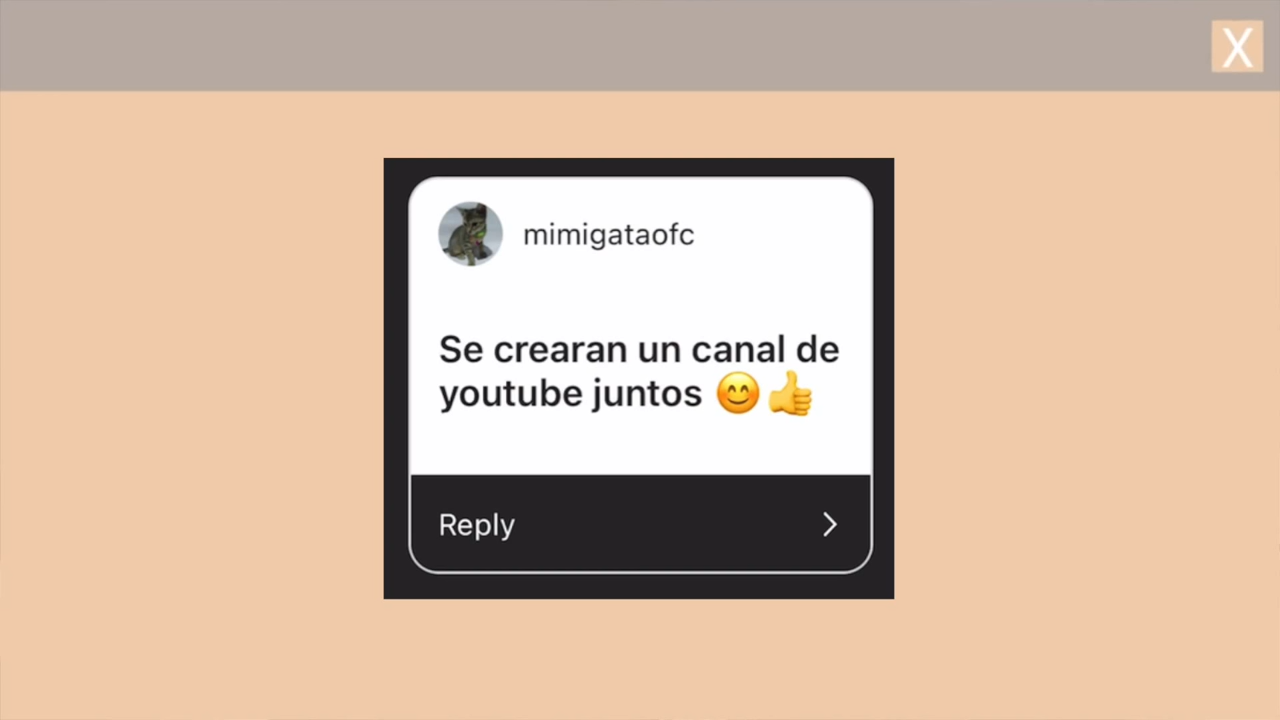 X
mimigataofc
Se crearan un canal de
youtube juntos 😊👍
Reply